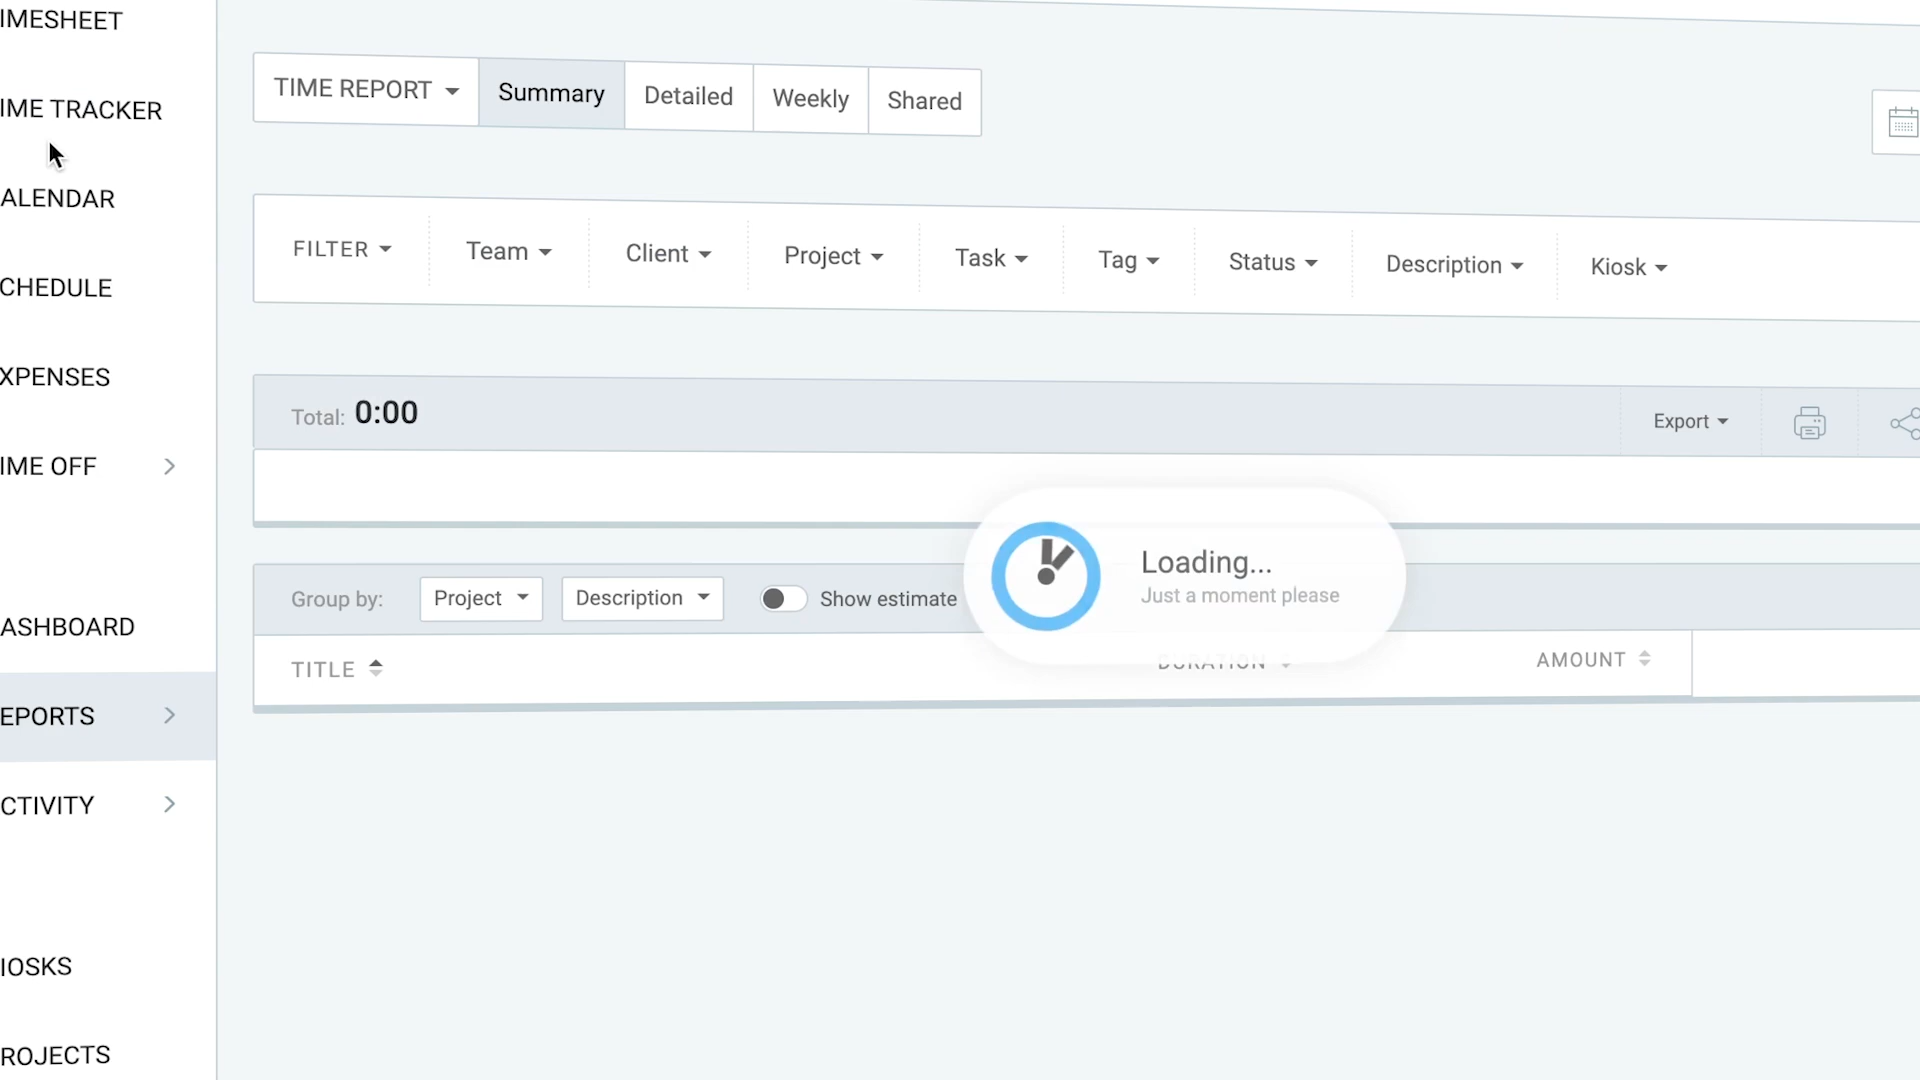 IMESHEET
IME TRACKER
ALENDAR
CHEDULE
XPENSES
IME OFF
ASHBOARD
EPORTS
CTIVITY
IOSKS
ROJECTS
TIME REPORT Summary Detailed Weekly Shared
FILTER Team Client Project Task Tag Status Description Kiosk
Total: 0:00 Export
Loading...
Just a moment please
Group by: Project Description Show estimate
TITLE DURATION AMOUNT